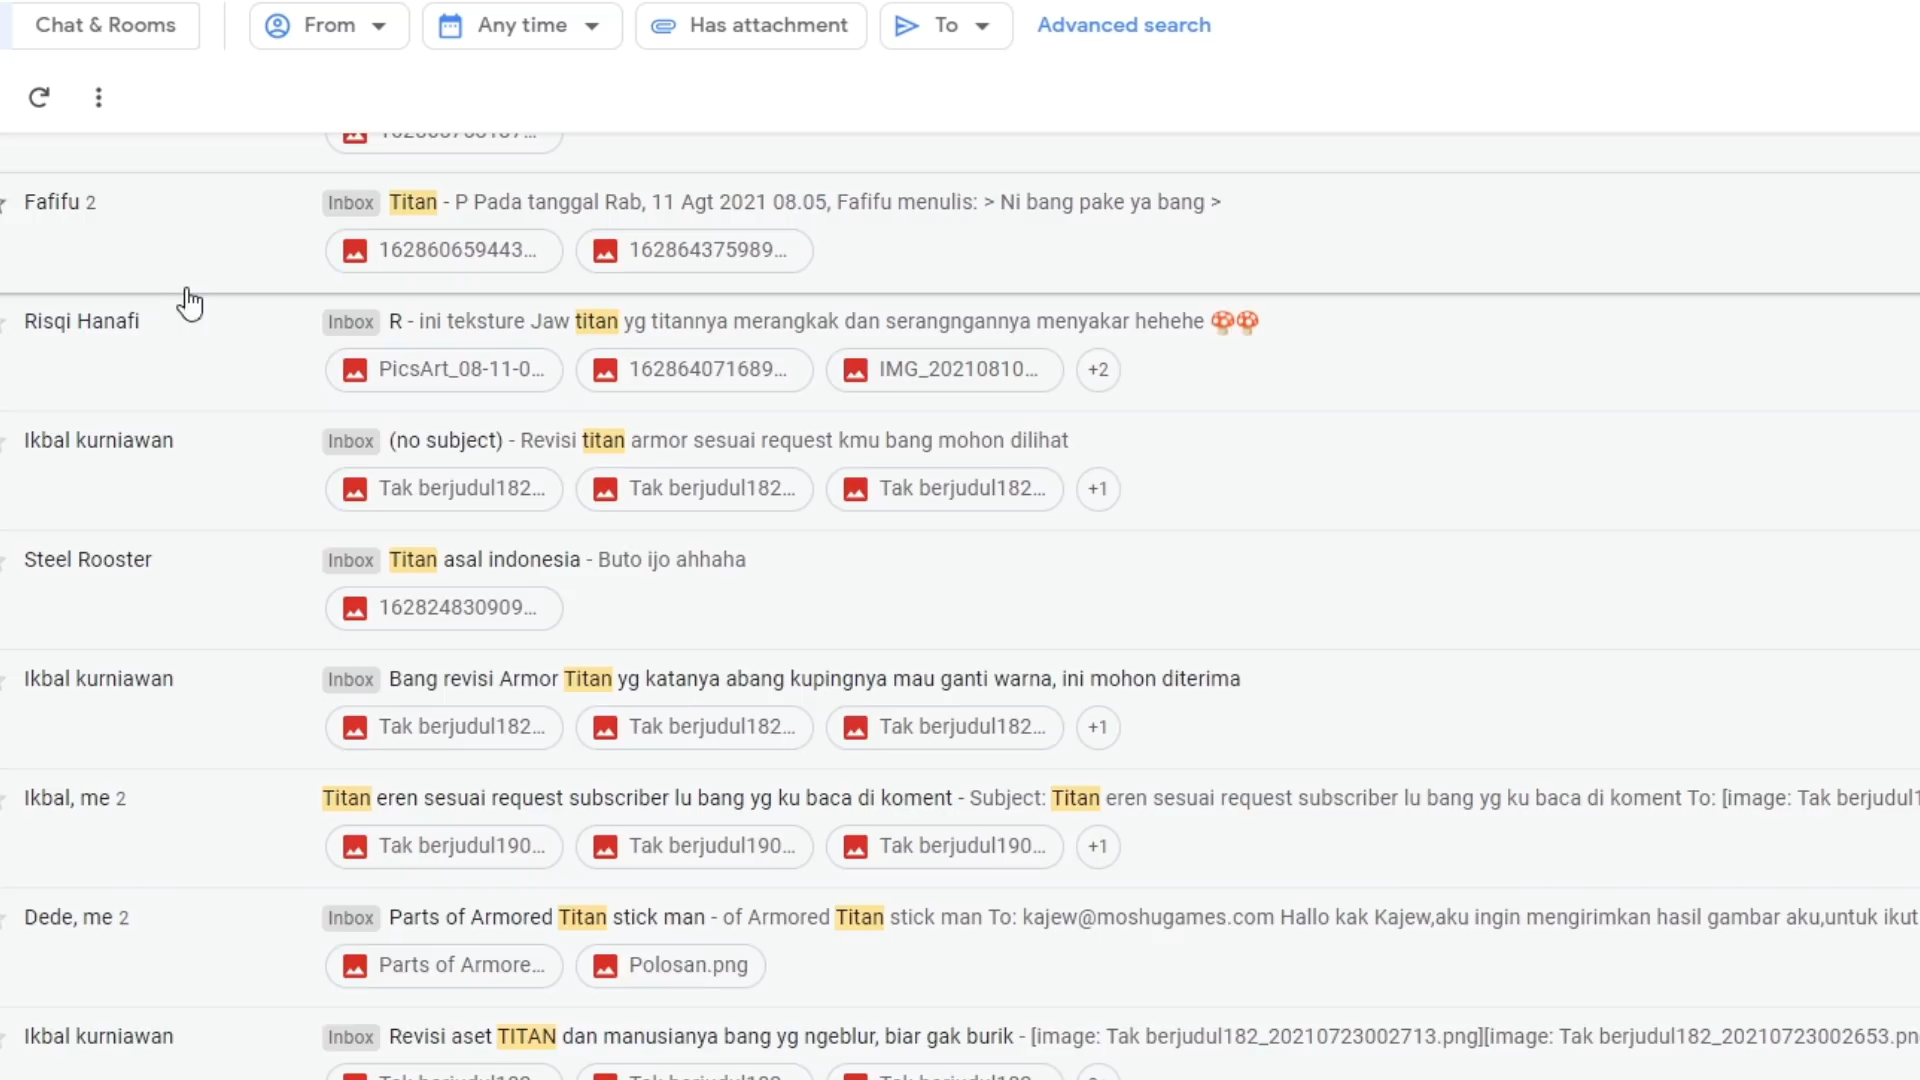 Chat & Rooms From Any time Has attachment To Advanced search
Fafifu 2 Inbox Titan - P Pada tanggal Rab, 11 Agt 2021 08.05, Fafifu menulis: > Ni bang pake ya bang >
162860659443... 162864375989...
Risqi Hanafi Inbox R - ini teksture Jaw titan yg titannya merangkak dan serangngannya menyakar hehehe 🍄🍄
PicsArt_08-11-0... 162864071689... IMG_20210810... +2
Ikbal kurniawan Inbox (no subject) - Revisi titan armor sesuai request kmu bang mohon dilihat
Tak berjudul182... Tak berjudul182... Tak berjudul182... +1
Steel Rooster Inbox Titan asal indonesia - Buto ijo ahhaha
162824830909...
Ikbal kurniawan Inbox Bang revisi Armor Titan yg katanya abang kupingnya mau ganti warna, ini mohon diterima
Tak berjudul182... Tak berjudul182... Tak berjudul182... +1
Ikbal, me 2 Titan eren sesuai request subscriber lu bang yg ku baca di koment - Subject: Titan eren sesuai request subscriber lu bang yg ku baca di koment To: [image: Tak berjudul1
Tak berjudul190... Tak berjudul190... Tak berjudul190... +1
Dede, me 2 Inbox Parts of Armored Titan stick man - of Armored Titan stick man To: kajew@moshugames.com Hallo kak Kajew,aku ingin mengirimkan hasil gambar aku,untuk ikut
Parts of Armore... Polosan.png
Ikbal kurniawan Inbox Revisi aset TITAN dan manusianya bang yg ngeblur, biar gak burik - [image: Tak berjudul182_20210723002713.png][image: Tak berjudul182_20210723002653.pn